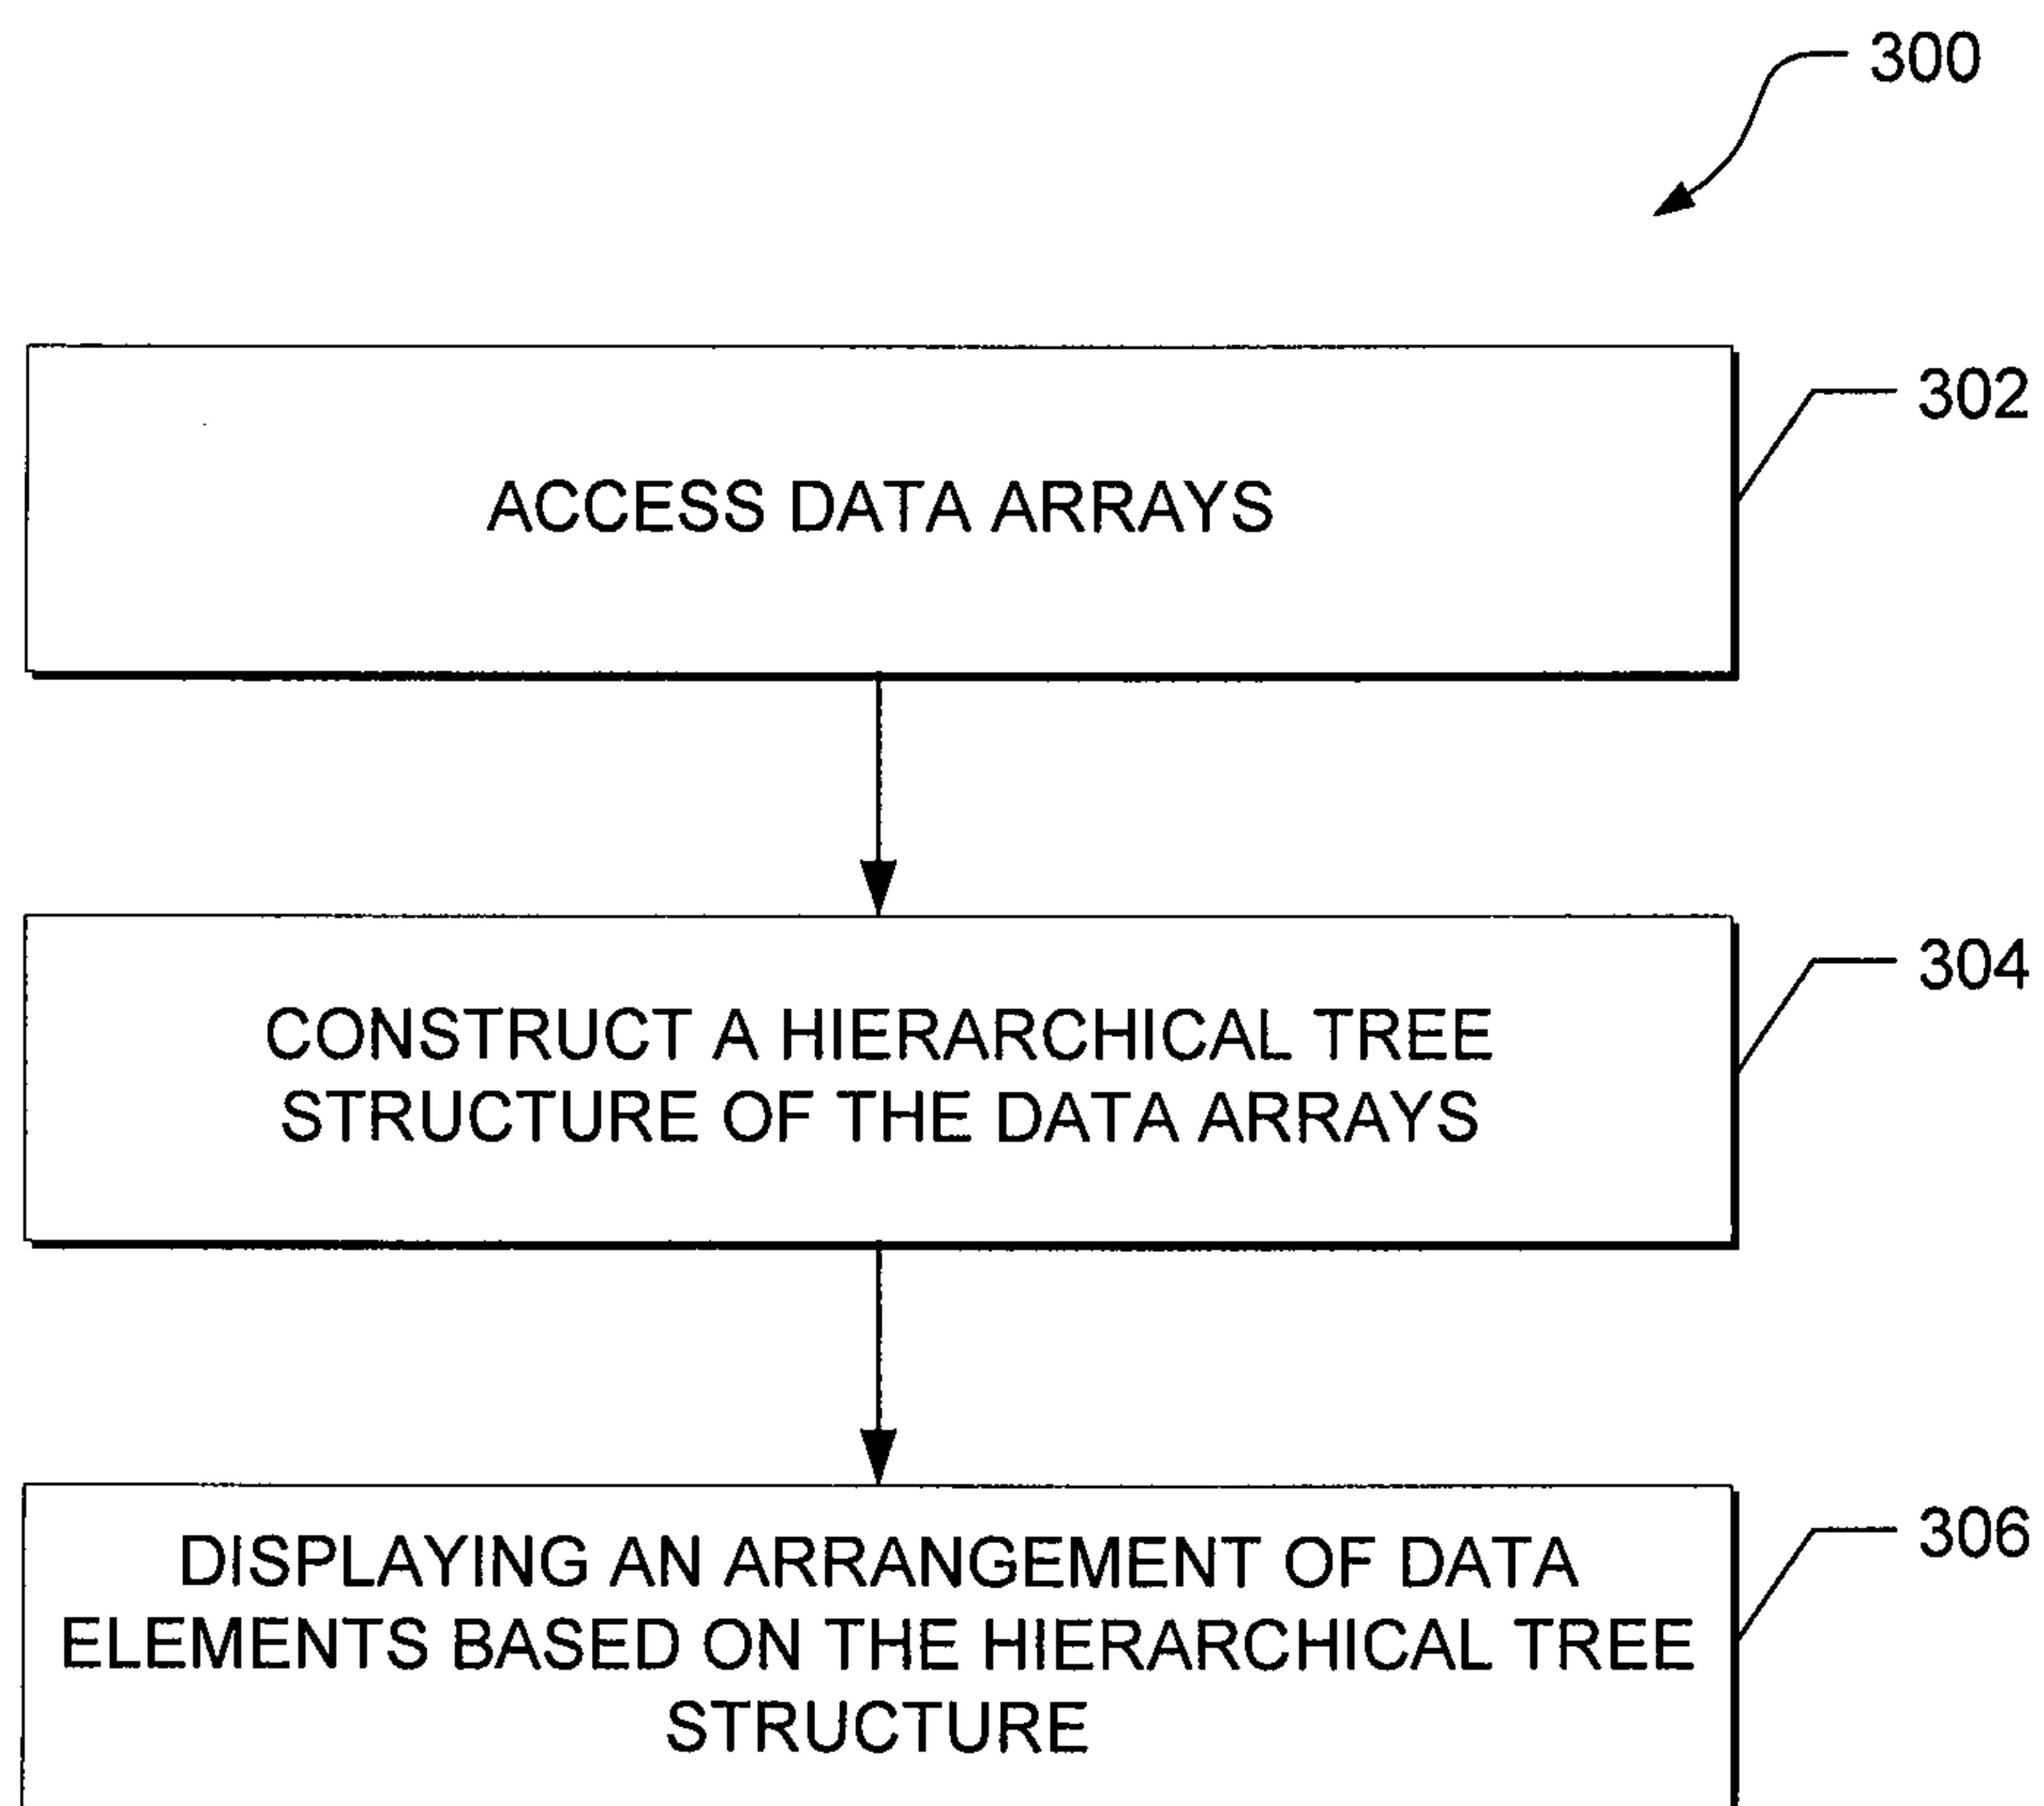 300
302
ACCESS DATA ARRAYS
304
CONSTRUCT A HIERARCHICAL TREE
STRUCTURE OF THE DATA ARRAYS
306
DISPLAYING AN ARRANGEMENT OF DATA
ELEMENTS BASED ON THE HIERARCHICAL TREE
STRUCTURE